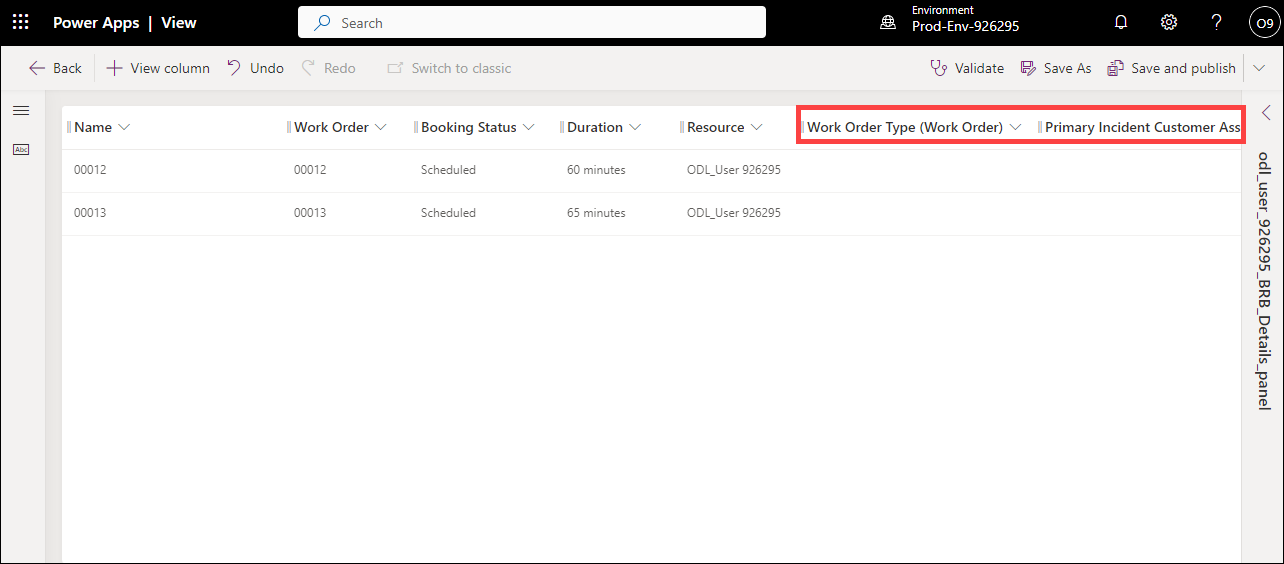 Power Apps | View
Search
Environment
Prod-Env-926295
?
O9
Back
View column
Undo
Redo
Switch to classic
Validate
Save As
Save and publish
Abc
Name
Work Order
Booking Status
Duration
Resource
Work Order Type (Work Order)
Primary Incident Customer Ass
00012
00012
Scheduled
60 minutes
ODL_User 926295
00013
00013
Scheduled
65 minutes
ODL_User 926295
odl_user_926295_BRB_Details_panel